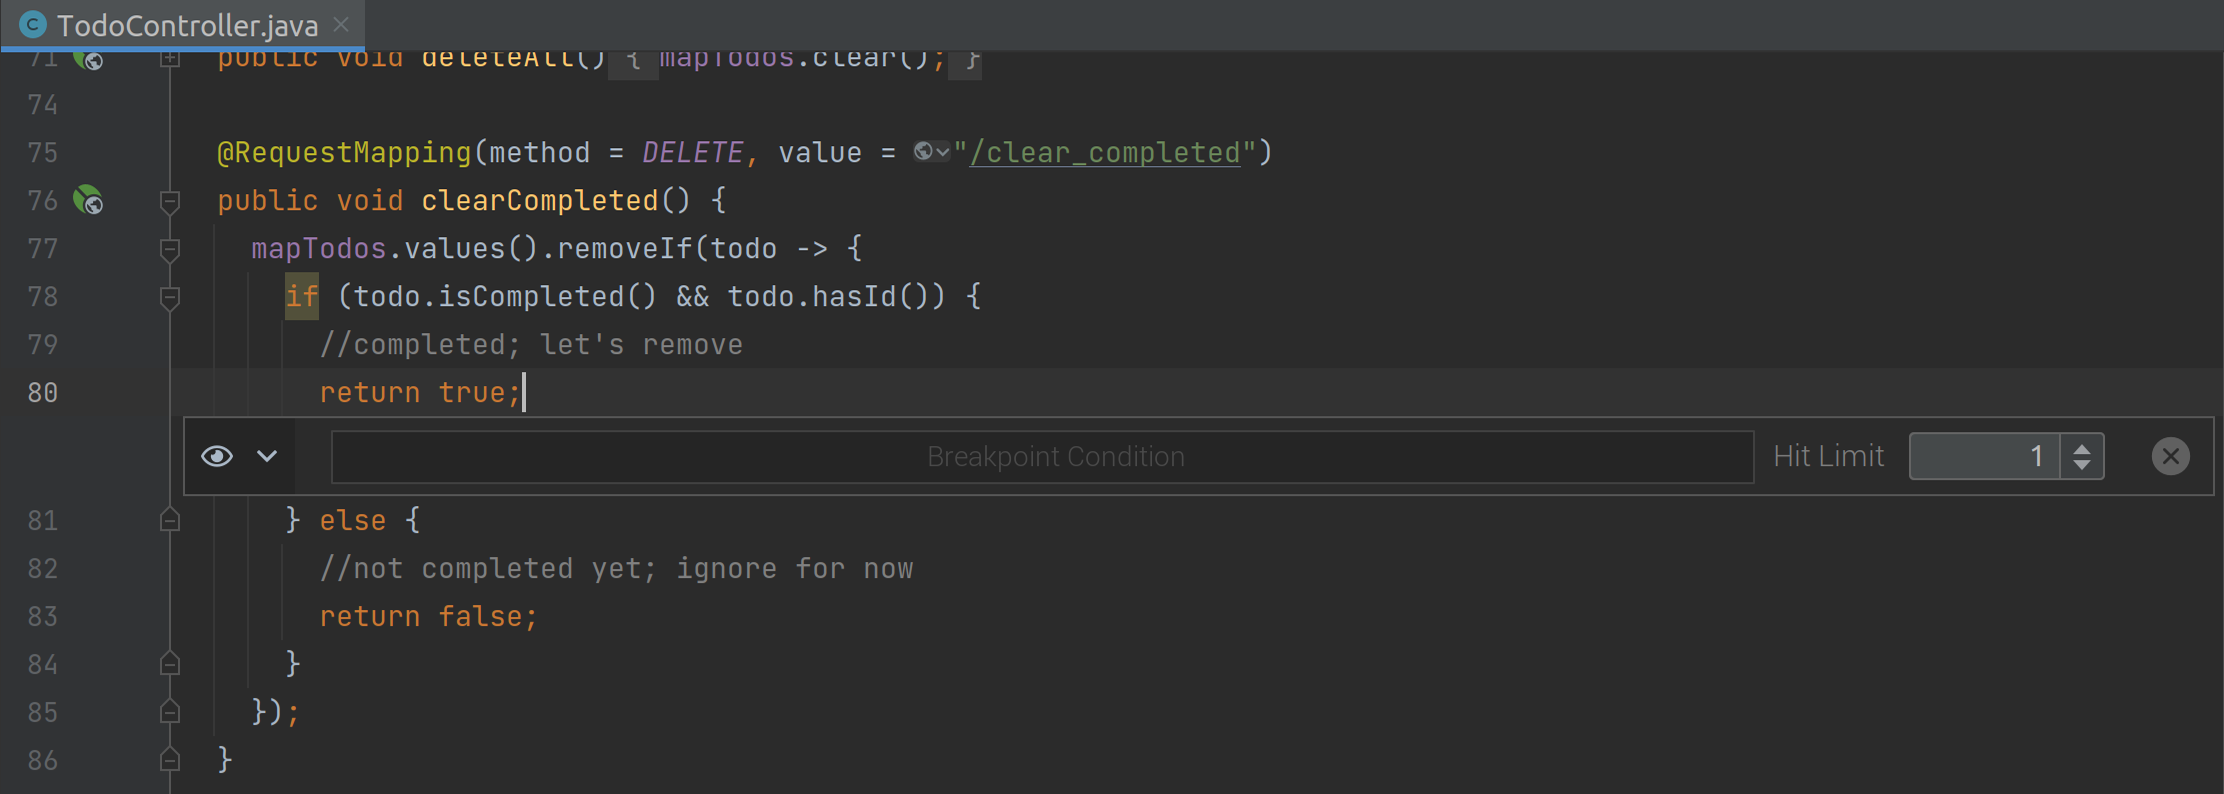 C TodoController.java
71 public void deleteAll() { mapTodos.clear(); }
74
75 @RequestMapping(method = DELETE, value = "/clear_completed")
76 public void clearCompleted() {
77 mapTodos.values().removeIf(todo -> {
78 if (todo.isCompleted() && todo.hasId()) {
79 //completed; let's remove
80 return true;
Breakpoint Condition Hit Limit 1
81 } else {
82 //not completed yet; ignore for now
83 return false;
84 }
85 });
86 }